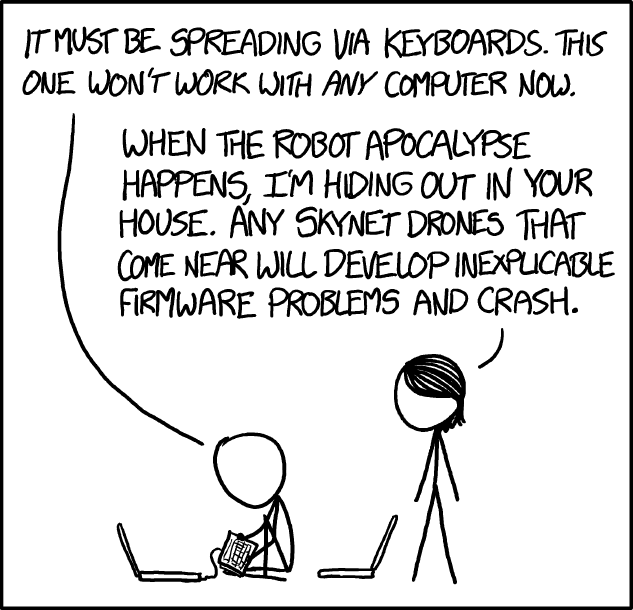 IT MUST BE SPREADING VIA KEYBOARDS. THIS
ONE WON'T WORK WITH ANY COMPUTER NOW.
WHEN THE ROBOT APOCALYPSE
HAPPENS, I'M HIDING OUT IN YOUR
HOUSE. ANY SKYNET DRONES THAT
COME NEAR WILL DEVELOP INEXPLICABLE
FIRMWARE PROBLEMS AND CRASH.